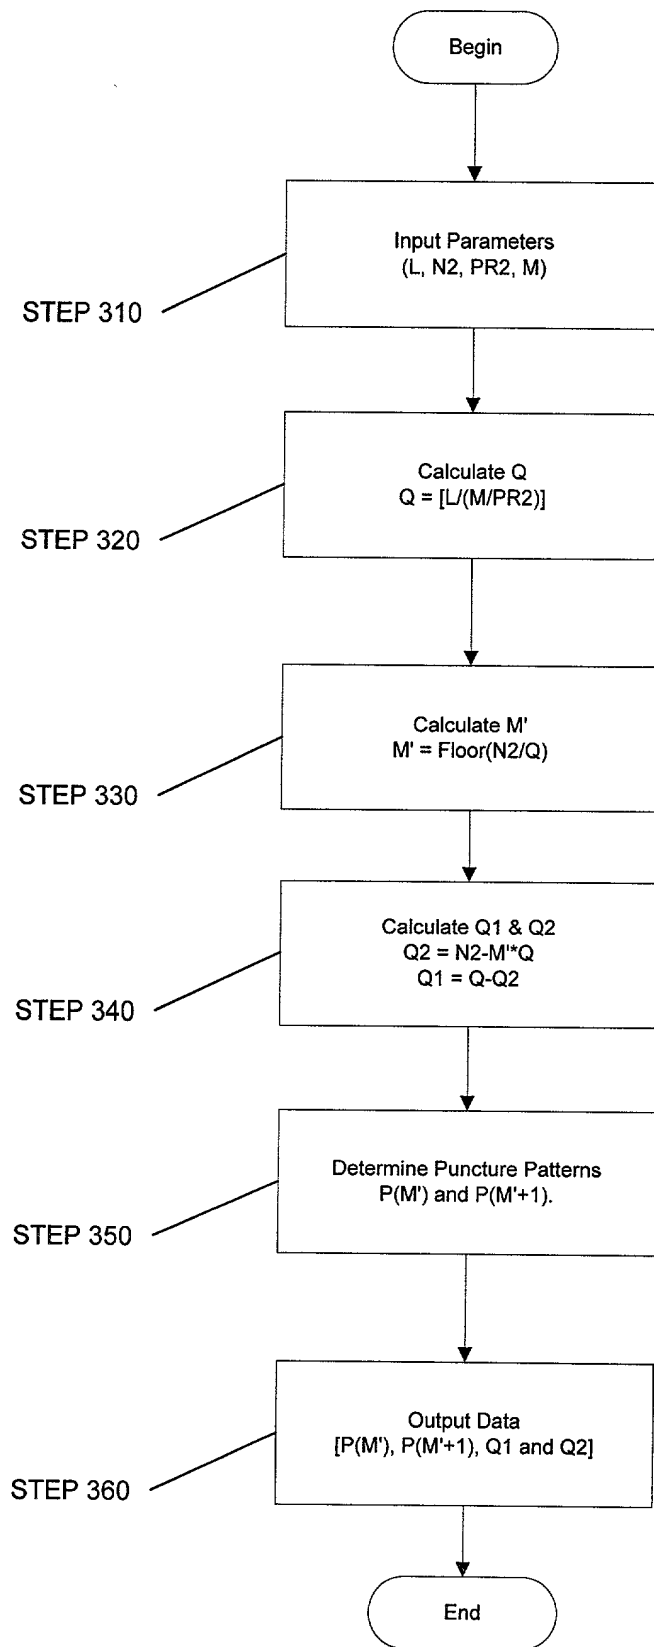 Begin
Input Parameters
(L, N2, PR2, M)
STEP 310
Calculate Q
Q = [L/(M/PR2)]
STEP 320
Calculate M'
M' = Floor(N2/Q)
STEP 330
Calculate Q1 & Q2
Q2 = N2-M'*Q
Q1 = Q-Q2
STEP 340
Determine Puncture Patterns
P(M') and P(M'+1).
STEP 350
Output Data
[P(M'), P(M'+1), Q1 and Q2]
STEP 360
End